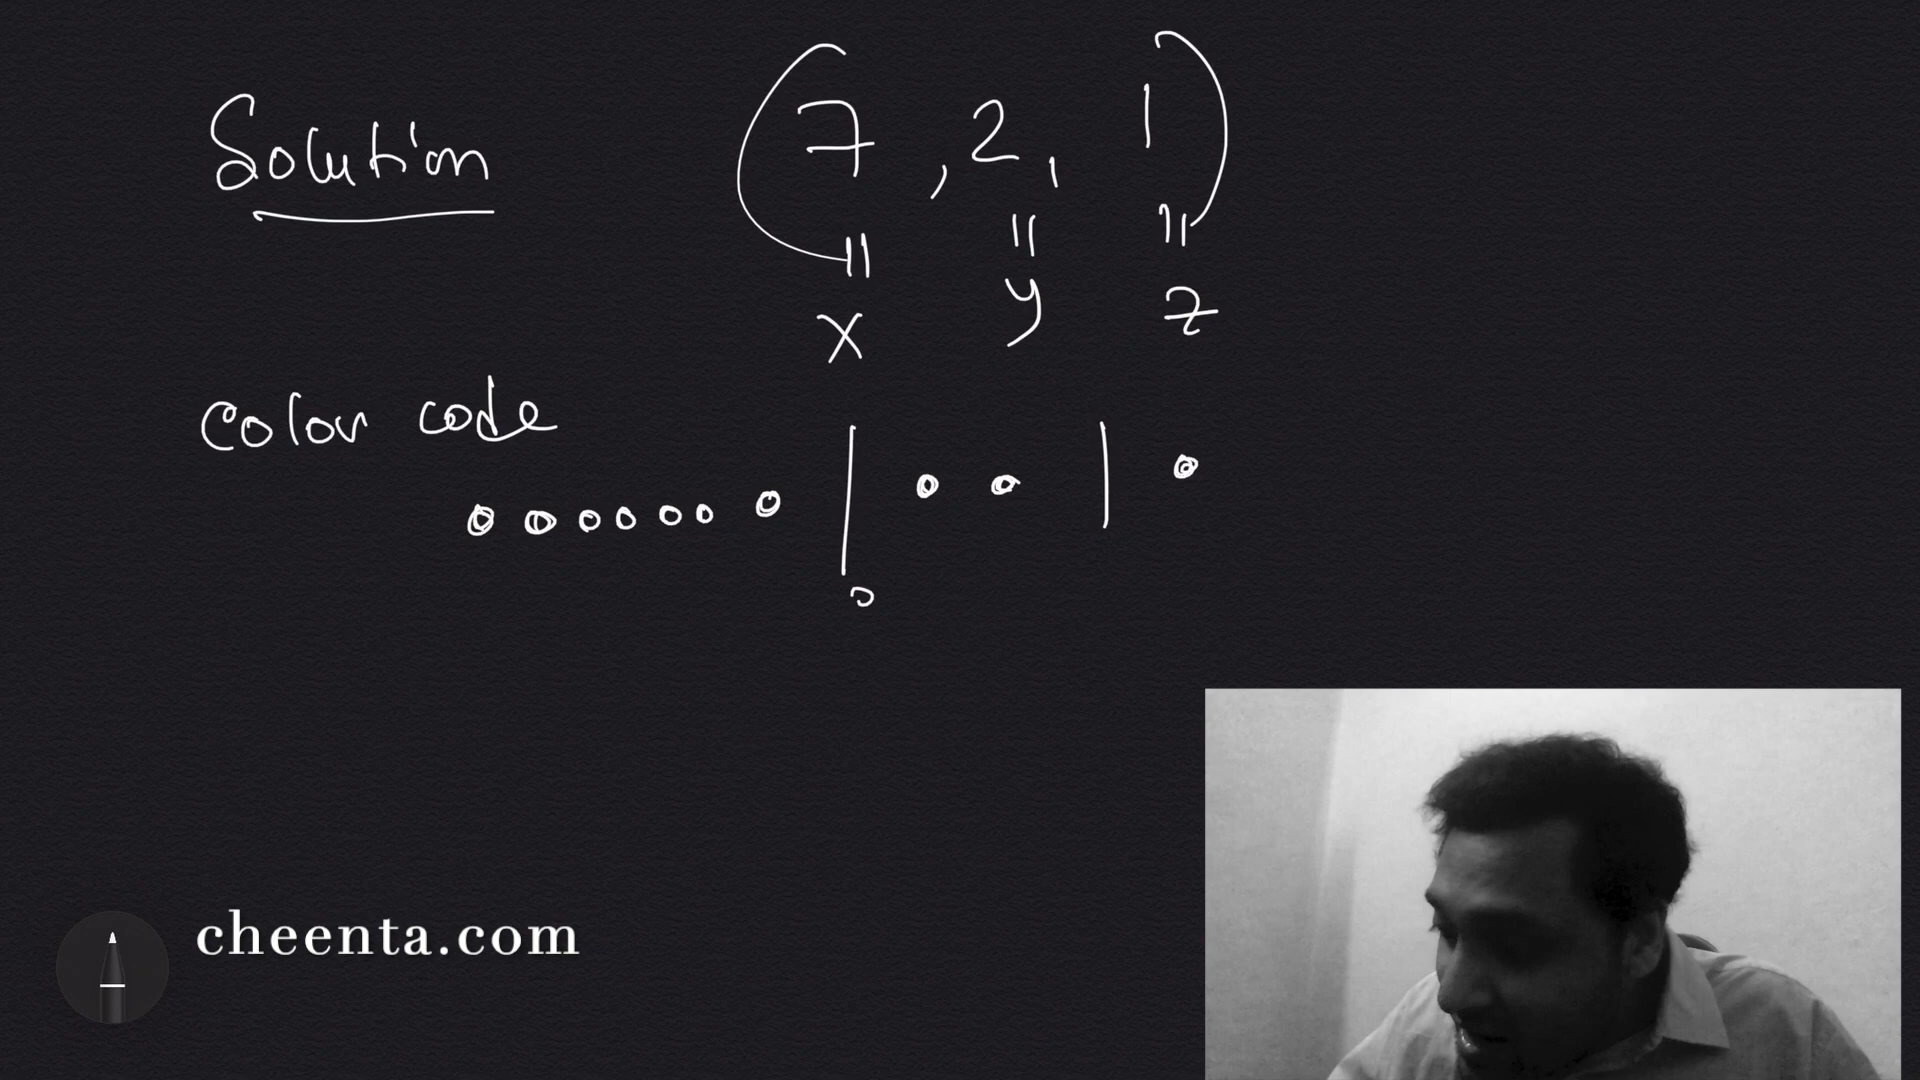 Solution
7, 2, 1
|| || ||
x y z
color code
o o o o o o o | o o | o
cheenta.com